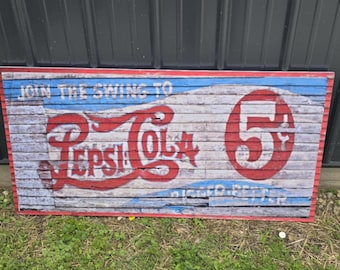 JOIN THE SWING TO
PEPSI:COLA
5¢
BIGGER-BETTER